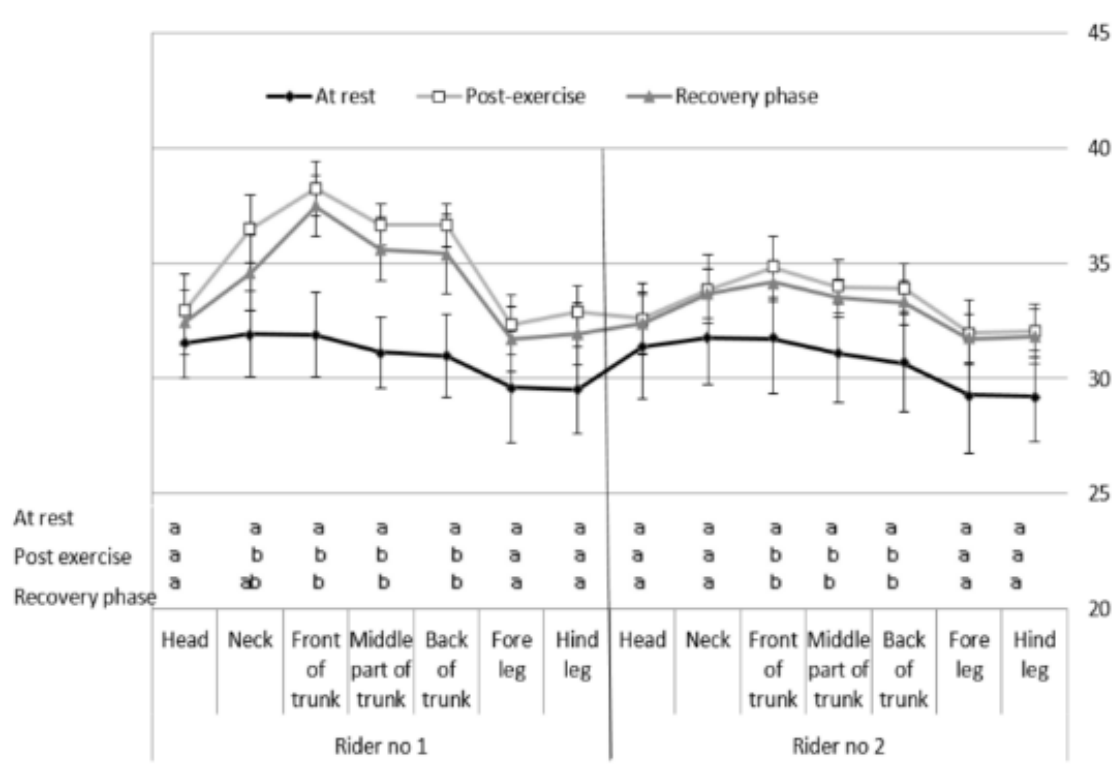 45
At rest Post-exercise Recovery phase
40
35
30
25
At rest a a a a a a a a a a a a a a
Post exercise a b b b b a a a a b b b a a
Recovery phase a ab b b b a a a a b b b a a
20
Head Neck Front Middle Back Fore Hind Head Neck Front Middle Back Fore Hind
of part of of leg leg of part of of leg leg
trunk trunk trunk trunk trunk trunk
Rider no 1 Rider no 2